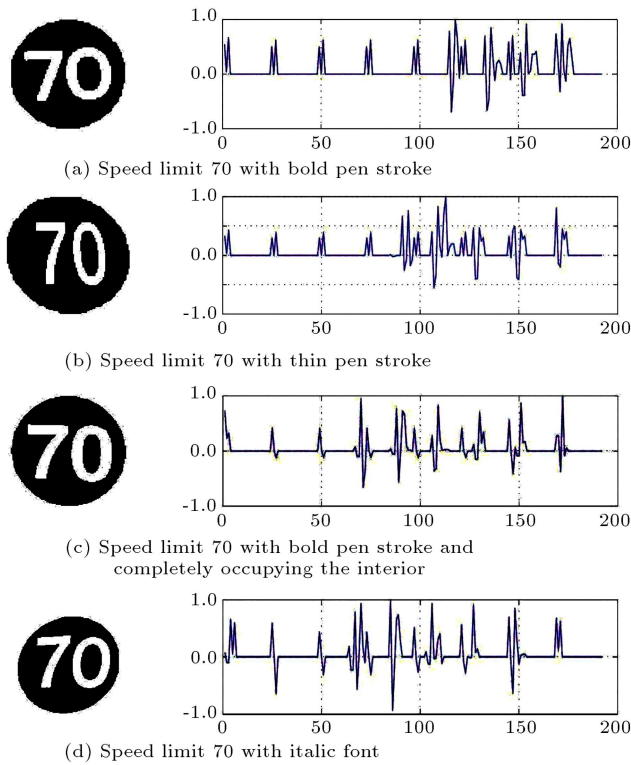 70
1.0
0.0
-1.0
0 50 100 150 200
(a) Speed limit 70 with bold pen stroke
70
1.0
0.0
-1.0
0 50 100 150 200
(b) Speed limit 70 with thin pen stroke
70
1.0
0.0
-1.0
0 50 100 150 200
(c) Speed limit 70 with bold pen stroke and
completely occupying the interior
70
1.0
0.0
-1.0
0 50 100 150 200
(d) Speed limit 70 with italic font